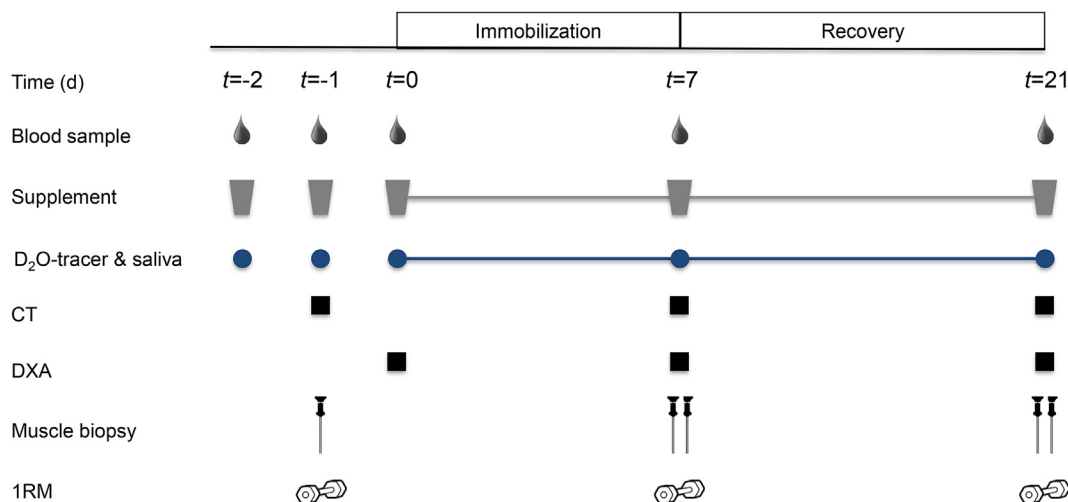 Immobilization Recovery
Time (d) t=-2 t=-1 t=0 t=7 t=21
Blood sample
Supplement
D₂O-tracer & saliva
CT
DXA
Muscle biopsy
1RM